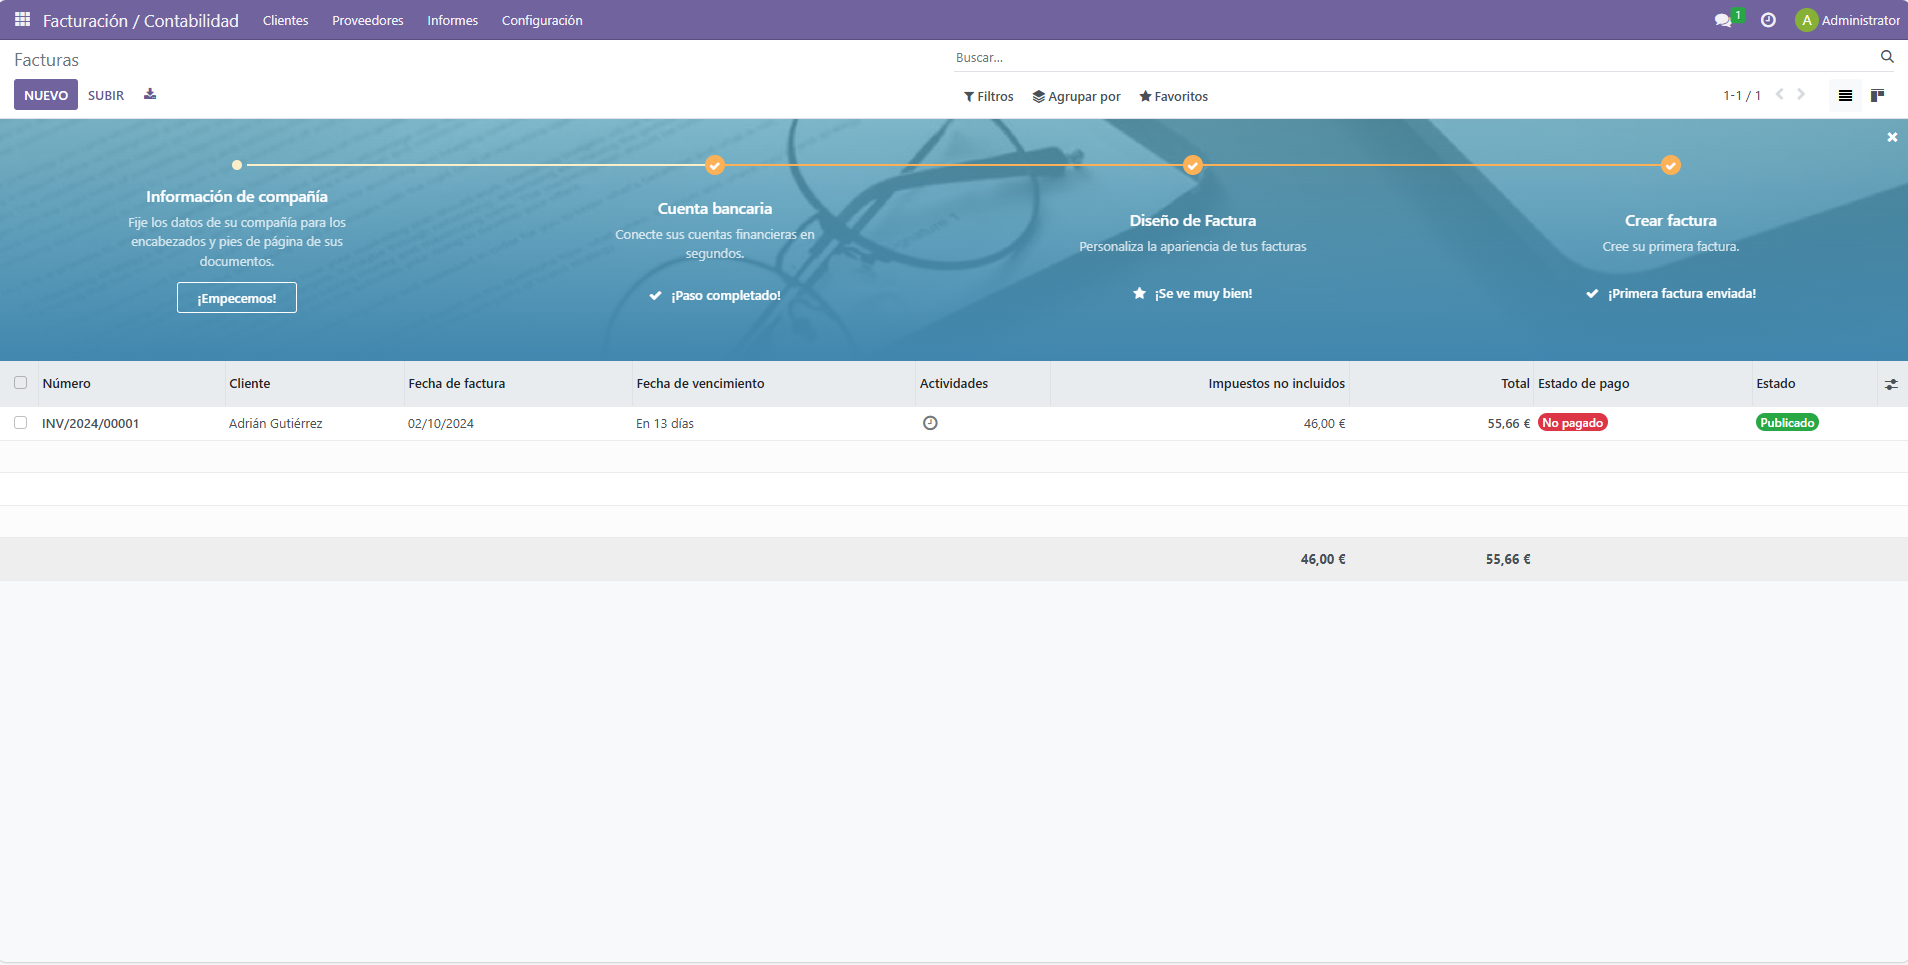 Facturación / Contabilidad Clientes Proveedores Informes Configuración 1 A Administrator
Facturas Buscar...
NUEVO SUBIR Filtros Agrupar por Favoritos 1-1 / 1
Información de compañía
Fije los datos de su compañía para los
encabezados y pies de página de sus
documentos.
¡Empecemos!
Cuenta bancaria
Conecte sus cuentas financieras en
segundos.
¡Paso completado!
Diseño de Factura
Personaliza la apariencia de tus facturas
¡Se ve muy bien!
Crear factura
Cree su primera factura.
¡Primera factura enviada!
Número Cliente Fecha de factura Fecha de vencimiento Actividades Impuestos no incluidos Total Estado de pago Estado
INV/2024/00001 Adrián Gutiérrez 02/10/2024 En 13 días 46,00 € 55,66 € No pagado Publicado
46,00 € 55,66 €